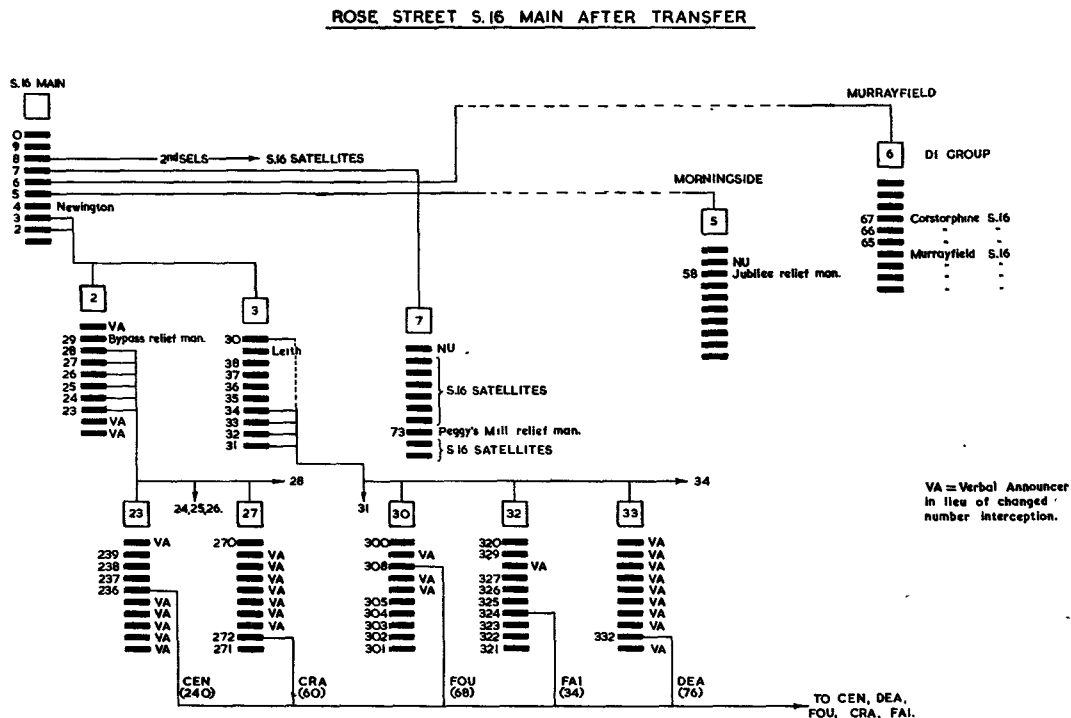 ROSE STREET S.16 MAIN AFTER TRANSFER
S.16 MAIN
0
9
8
7
6
5
4
3
2
2nd SELS
S.16 SATELLITES
Newington
MURRAYFIELD
6
DI GROUP
67 Corstorphine S.16
66 " "
65 " "
Murrayfield S.16
" "
" "
" "
MORNINGSIDE
5
NU
58 Jubilee relief man.
2
VA
29 Bypass relief man.
28
27
26
25
24
23
VA
VA
3
30
Leith
38
37
36
35
34
33
32
31
7
NU
S.16 SATELLITES
73 Peggy's Mill relief man.
S.16 SATELLITES
VA = Verbal Announcer
in lieu of changed
number interception.
28
24,25,26.
31
34
23
VA
239
238
237
236
VA
VA
VA
VA
VA
27
270
VA
VA
VA
VA
VA
VA
VA
272
271
30
300
VA
308
VA
VA
305
304
303
302
301
32
320
329
VA
327
326
325
324
323
322
321
33
VA
VA
VA
VA
VA
VA
VA
VA
332
VA
CEN
(240)
CRA
(60)
FOU
(68)
FAI
(34)
DEA
(76)
TO CEN, DEA,
FOU, CRA, FAI.